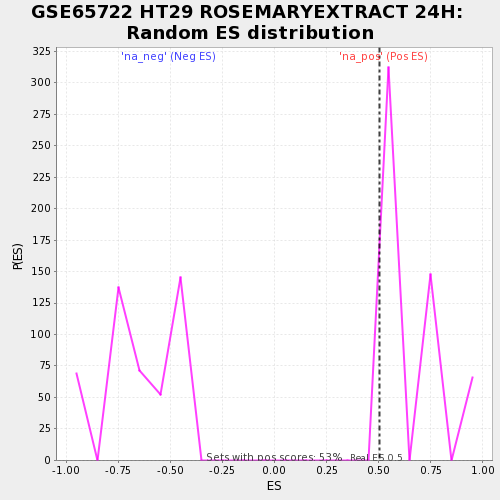 GSE65722 HT29 ROSEMARYEXTRACT 24H:
Random ES distribution
'na_neg' (Neg ES)
'na_pos' (Pos ES)
325
300
275
250
225
200
175
150
125
100
75
50
25
0
P(ES)
Sets with pos scores: 53%
Real ES 0.5
-1.00
-0.75
-0.50
-0.25
0.00
0.25
0.50
0.75
1.00
ES